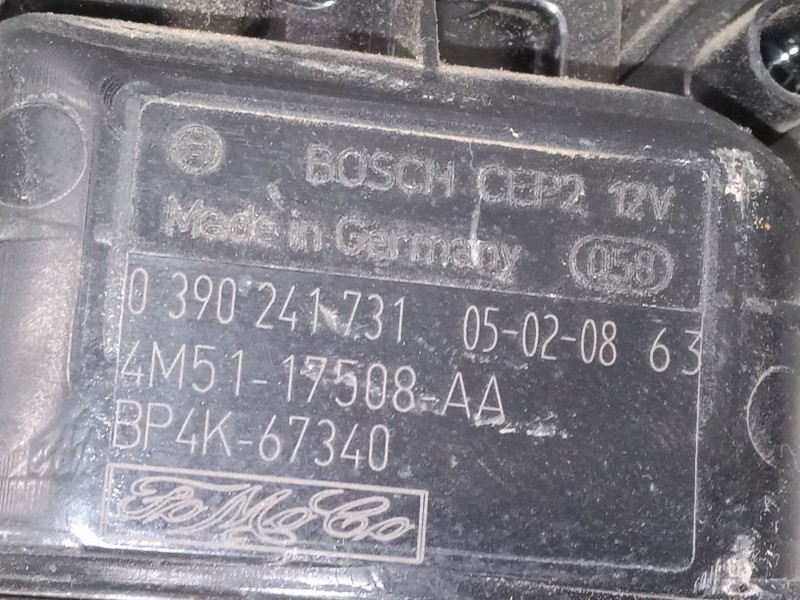 BOSCH CEP2 12V
Made in Germany 058
0 390 241 731 05-02-08 63
4M51-17508-AA
BP4K-67340
FoMoCo